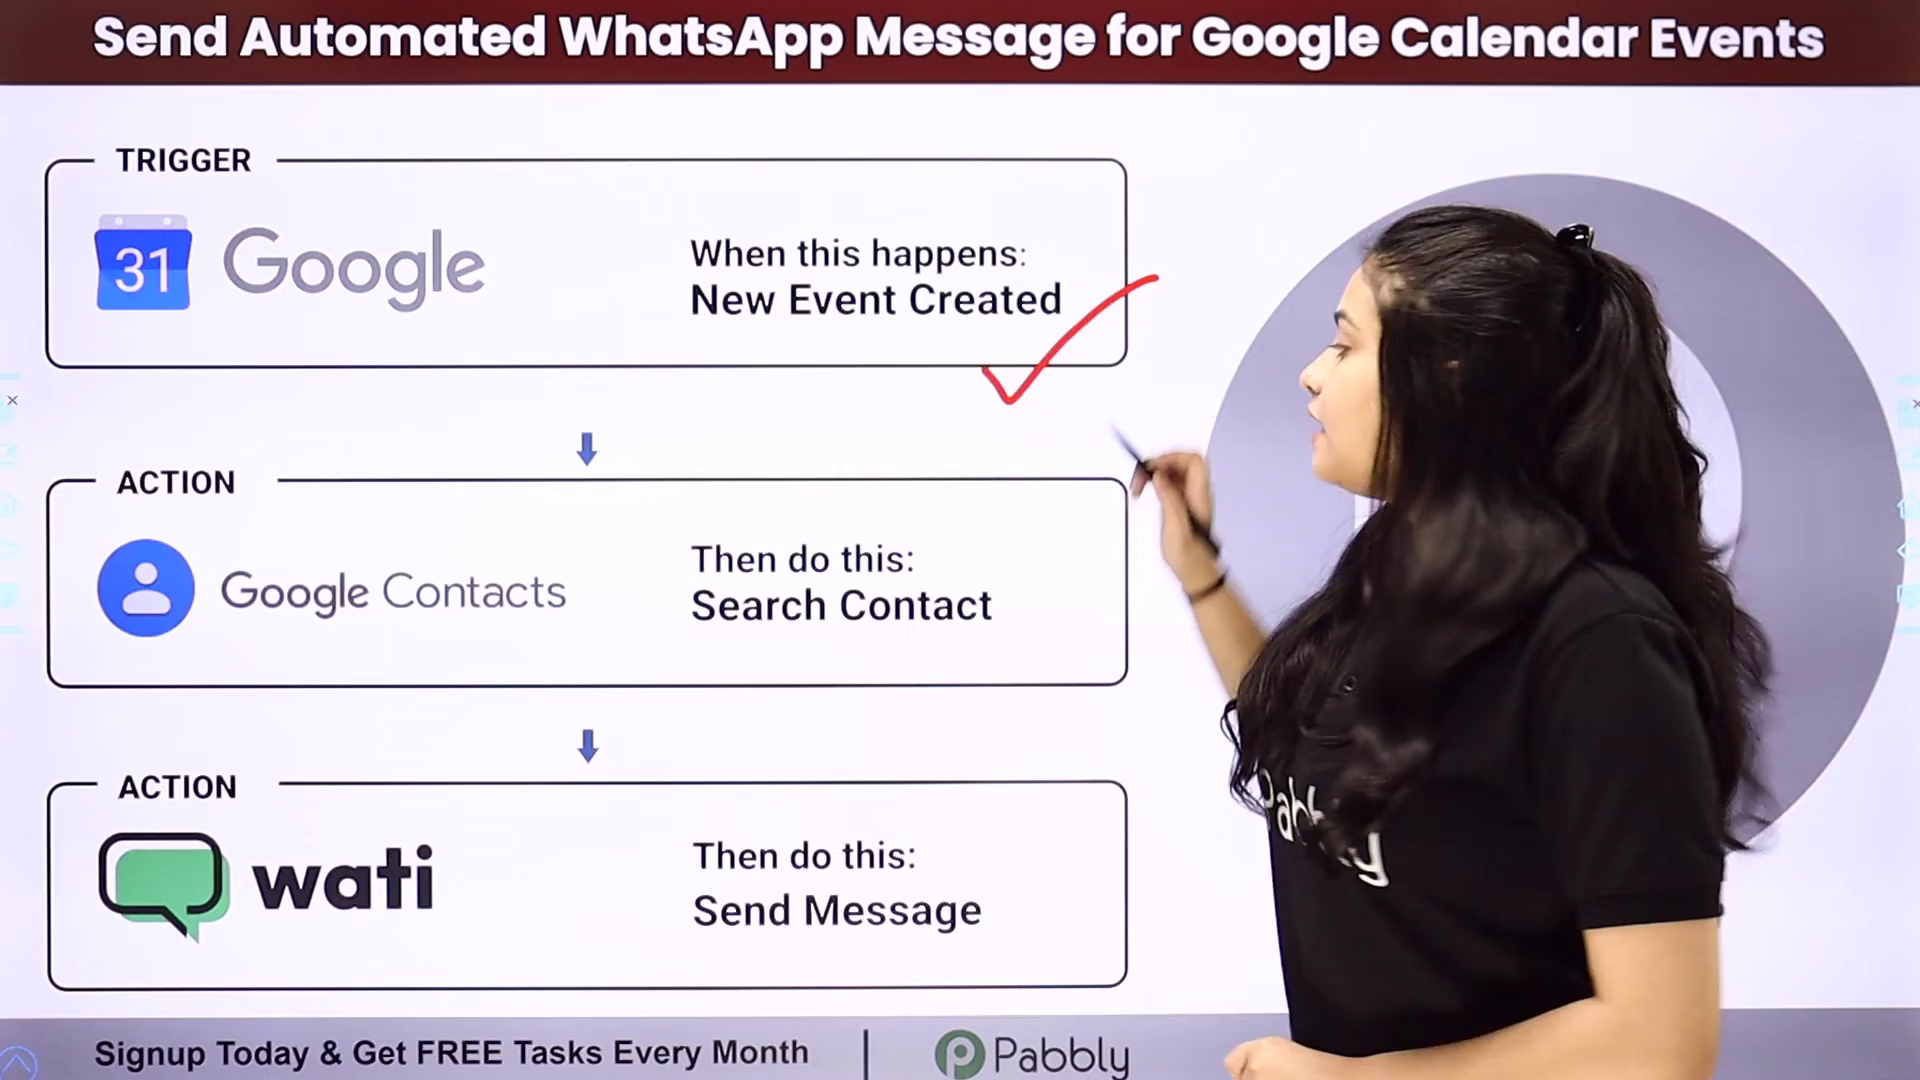 Send Automated WhatsApp Message for Google Calendar Events
TRIGGER
31 Google
When this happens:
New Event Created
ACTION
Google Contacts
Then do this:
Search Contact
ACTION
wati
Then do this:
Send Message
Signup Today & Get FREE Tasks Every Month
Pabbly